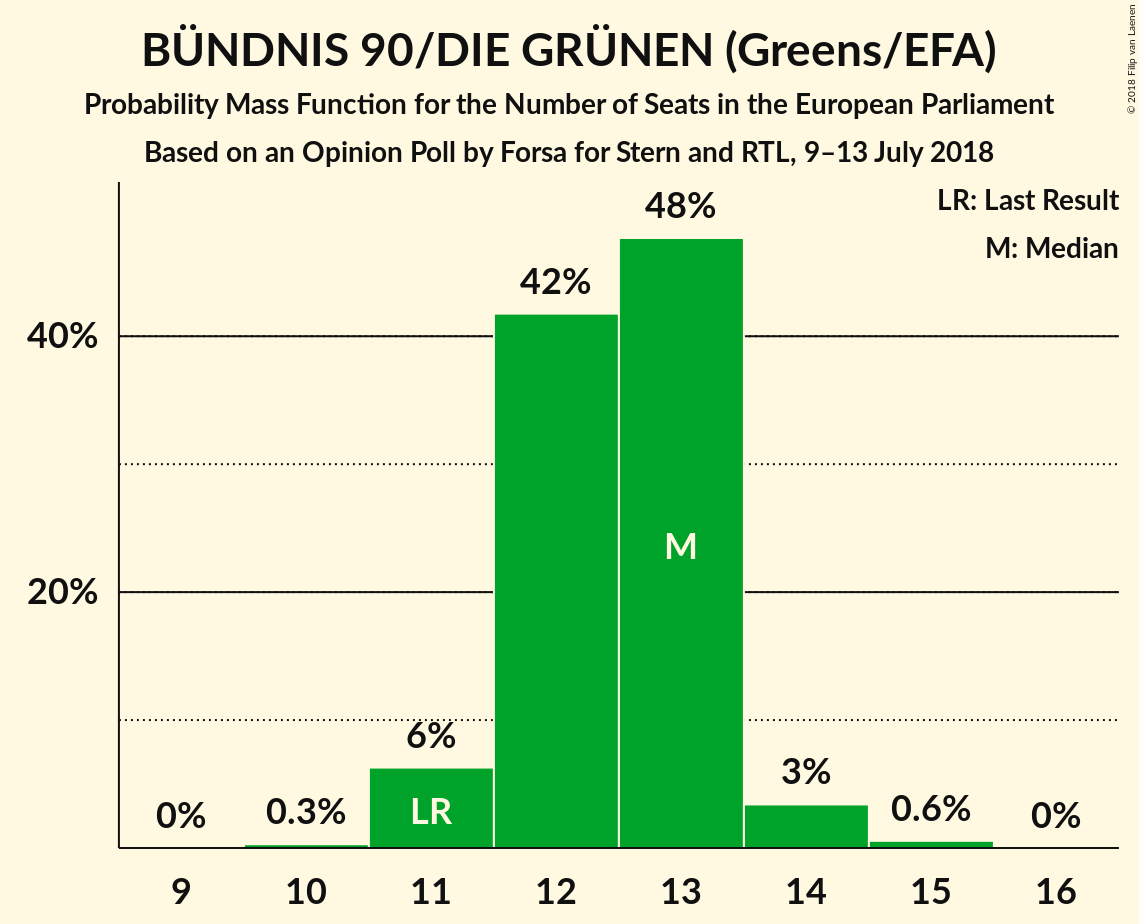 BÜNDNIS 90/DIE GRÜNEN (Greens/EFA)
Probability Mass Function for the Number of Seats in the European Parliament
Based on an Opinion Poll by Forsa for Stern and RTL, 9–13 July 2018
© 2018 Filip van Laenen
LR: Last Result
M: Median
48%
42%
40%
M
20%
6%
3%
0%
0.3%
LR
0.6%
0%
9 10 11 12 13 14 15 16